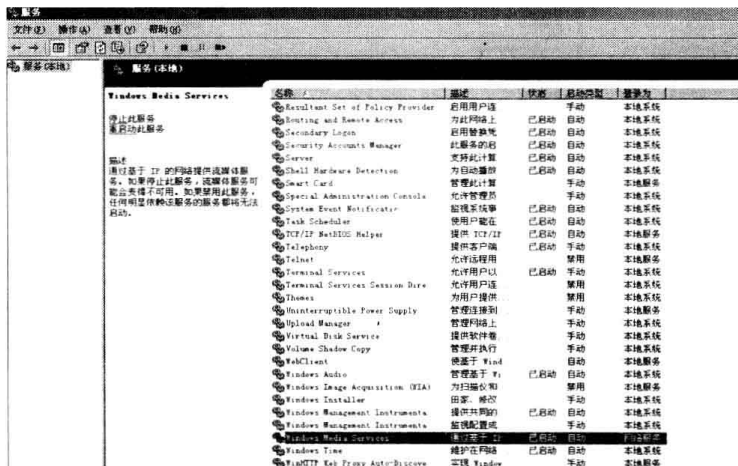 服务
文件(F) 操作(A) 查看(V) 帮助(H)
服务(本地)
服务(本地)
Windows Media Services
停止此服务
重启动此服务
描述:
通过基于 IP 的网络提供流媒体服
务。如果停止此服务，流媒体服务可
能会变得不可用。如果禁用此服务，
任何明显依赖该服务的服务都将无法
启动。
名称 描述 状态 启动类型 登录为
Resultant Set of Policy Provider 启用用户连 手动 本地系统
Routing and Remote Access 为此网络上 已启动 自动 本地系统
Secondary Logon 启用替换凭 已启动 自动 本地系统
Security Accounts Manager 此服务的启 已启动 自动 本地系统
Server 支持此计算 已启动 自动 本地系统
Shell Hardware Detection 为自动播放 已启动 自动 本地系统
Smart Card 管理此计算 手动 本地服务
Special Administration Console 允许管理员 手动 本地系统
System Event Notificatior 监视系统事 已启动 自动 本地系统
Task Scheduler 使用户能在 已启动 自动 本地系统
TCP/IP NetBIOS Helper 提供 TCP/IP 已启动 自动 本地服务
Telephony 提供客户端 已启动 手动 本地系统
Telnet 允许远程用 禁用 本地服务
Terminal Services 允许用户以 已启动 手动 本地系统
Terminal Services Session Dire 允许用户连 禁用 本地系统
Themes 为用户提供 禁用 本地系统
Uninterruptible Power Supply 管理连接到 手动 本地服务
Upload Manager 管理网络上 手动 本地系统
Virtual Disk Service 提供软件卷 手动 本地系统
Volume Shadow Copy 管理并执行 手动 本地系统
WebClient 使基于 Wind 自动 本地服务
Windows Audio 管理基于 Wi 已启动 自动 本地系统
Windows Image Acquisition (WIA) 为扫描仪和 禁用 本地服务
Windows Installer 修改 手动 本地系统
Windows Management Instrumenta 提供共同的 已启动 自动 本地系统
Windows Management Instrumenta 监视配置或 手动 本地系统
Windows Media Services 通过基于 IP 已启动 自动 网络服务
Windows Time 维护在网络 已启动 自动 本地系统
WinHTTP Web Proxy Auto-Discove 实现 Window 手动 本地服务